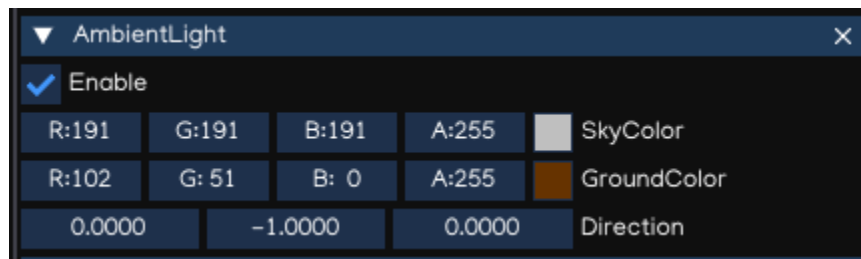 AmbientLight
Enable
R:191 G:191 B:191 A:255 SkyColor
R:102 G: 51 B: 0 A:255 GroundColor
0.0000 -1.0000 0.0000 Direction